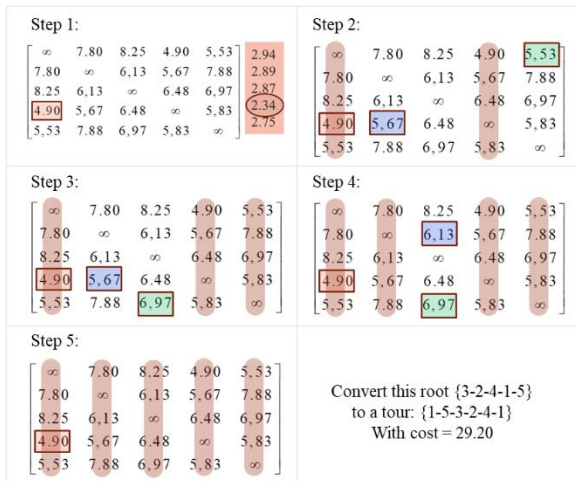 Step 1:
∞ 7.80 8.25 4.90 5,53 2.94
7.80 ∞ 6,13 5,67 7.88 2.89
8.25 6,13 ∞ 6.48 6,97 2.87
4.90 5,67 6.48 ∞ 5,83 2.34
5,53 7.88 6,97 5,83 ∞ 2.75
Step 2:
∞ 7.80 8.25 4.90 5,53
7.80 ∞ 6,13 5,67 7.88
8.25 6,13 ∞ 6.48 6,97
4.90 5,67 6.48 ∞ 5,83
5,53 7.88 6,97 5,83 ∞
Step 3:
∞ 7.80 8.25 4.90 5,53
7.80 ∞ 6,13 5,67 7.88
8.25 6,13 ∞ 6.48 6,97
4.90 5,67 6.48 ∞ 5,83
5,53 7.88 6,97 5,83 ∞
Step 4:
∞ 7.80 8.25 4.90 5,53
7.80 ∞ 6,13 5,67 7.88
8.25 6,13 ∞ 6.48 6,97
4.90 5,67 6.48 ∞ 5,83
5,53 7.88 6,97 5,83 ∞
Step 5:
∞ 7.80 8.25 4.90 5,53
7.80 ∞ 6,13 5,67 7.88
8.25 6,13 ∞ 6.48 6,97
4.90 5,67 6.48 ∞ 5,83
5,53 7.88 6,97 5,83 ∞
Convert this root {3-2-4-1-5}
to a tour: {1-5-3-2-4-1}
With cost = 29.20